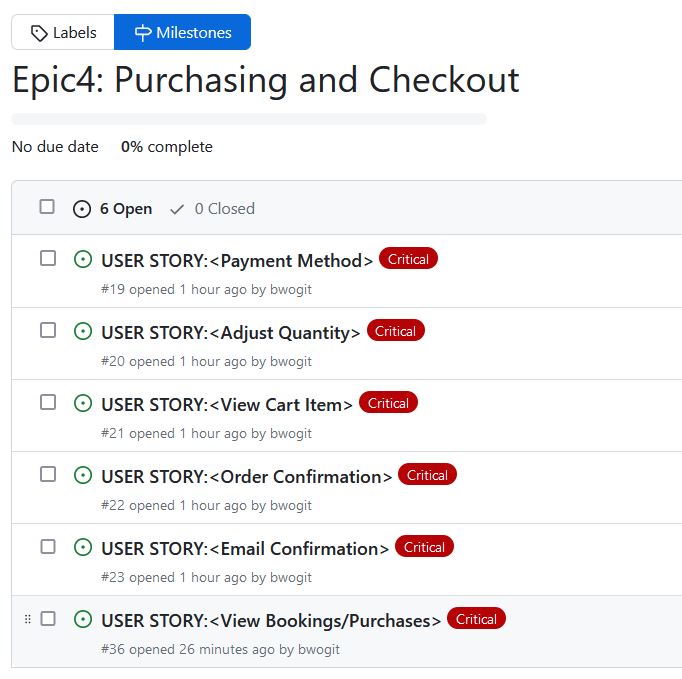 Labels Milestones
Epic4: Purchasing and Checkout
No due date 0% complete
6 Open 0 Closed
USER STORY:<Payment Method> Critical
#19 opened 1 hour ago by bwogit
USER STORY:<Adjust Quantity> Critical
#20 opened 1 hour ago by bwogit
USER STORY:<View Cart Item> Critical
#21 opened 1 hour ago by bwogit
USER STORY:<Order Confirmation> Critical
#22 opened 1 hour ago by bwogit
USER STORY:<Email Confirmation> Critical
#23 opened 1 hour ago by bwogit
USER STORY:<View Bookings/Purchases> Critical
#36 opened 26 minutes ago by bwogit